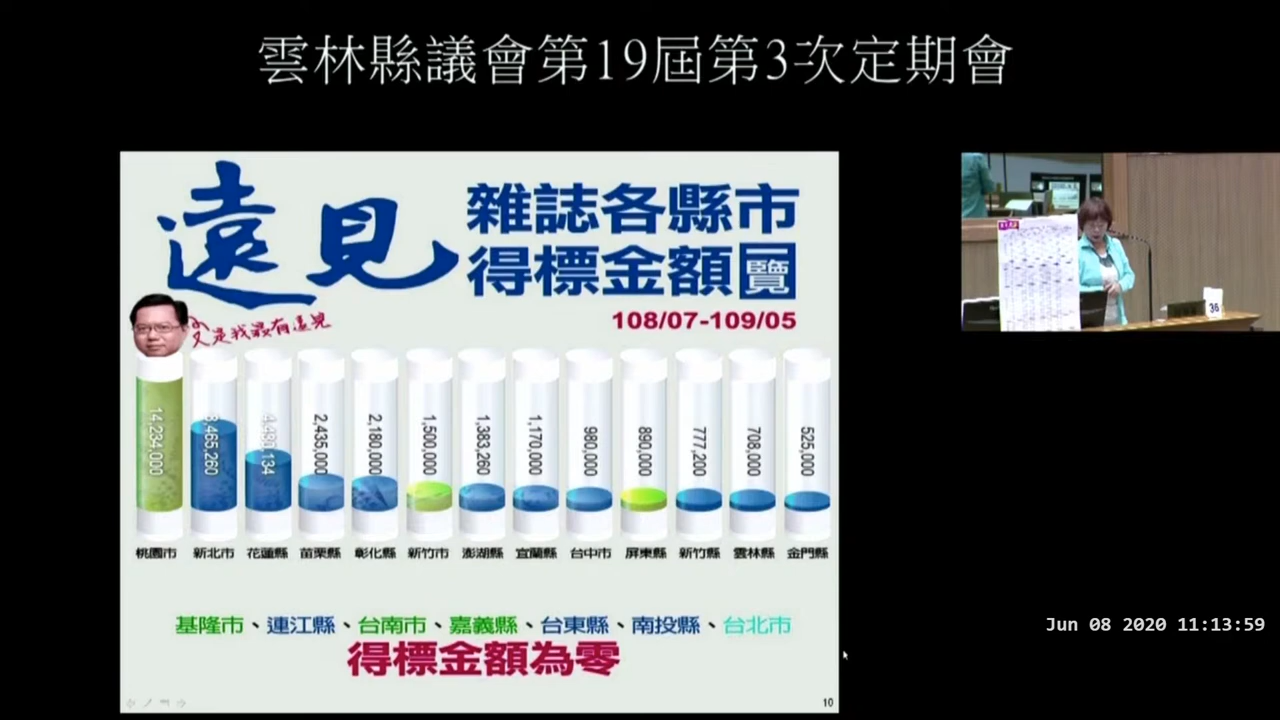 雲林縣議會第19屆第3次定期會
遠見
雜誌各縣市
得標金額一覽
108/07-109/05
又是我最有遠見
14,234,000
2,435,000
2,180,000
1,500,000
1,383,260
1,170,000
980,000
890,000
777,200
708,000
525,000
桃園市 新北市 花蓮縣 苗栗縣 彰化縣 新竹市 澎湖縣 宜蘭縣 台中市 屏東縣 新竹縣 雲林縣 金門縣
基隆市、連江縣、台南市、嘉義縣、台東縣、南投縣、台北市
得標金額為零
10
36
Jun 08 2020 11:13:59